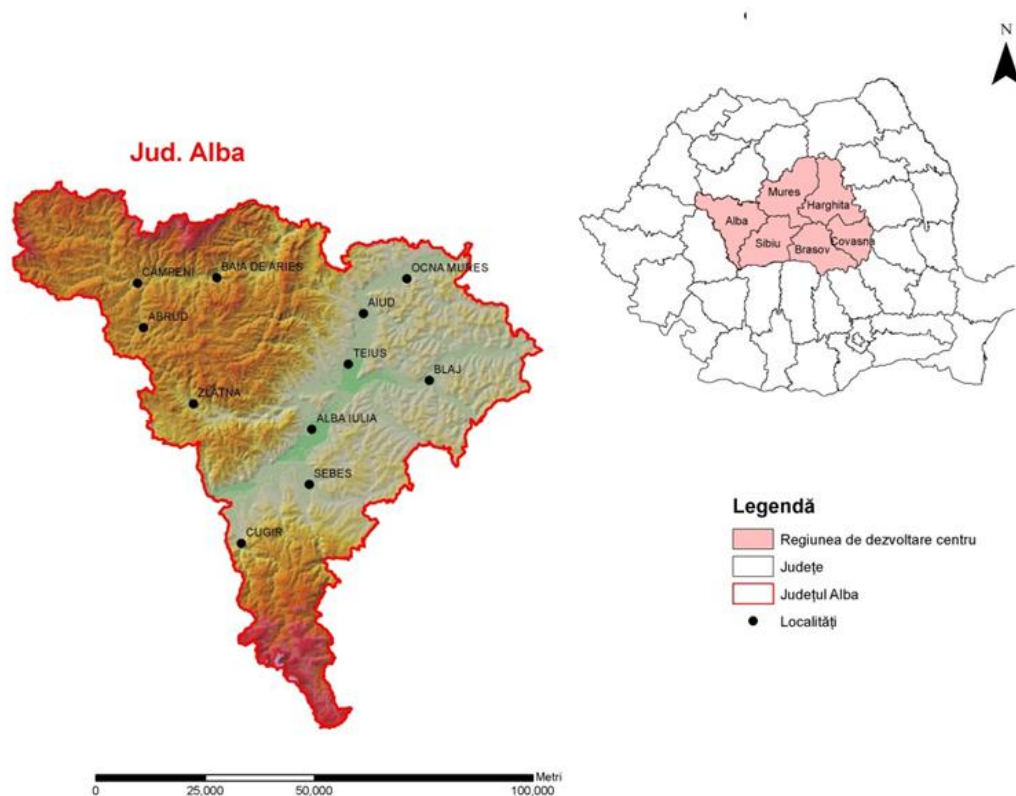 N
Jud. Alba
Mures
Harghita
Alba
Sibiu
Brasov
Covasna
CÂMPENI
BAIA DE ARIES
OCNA MURES
ABRUD
AIUD
TEIUS
BLAJ
ZLATNA
ALBA IULIA
SEBES
CUGIR
Legendă
Regiunea de dezvoltare centru
Județe
Județul Alba
Localități
Metri
0 25,000 50,000 100,000